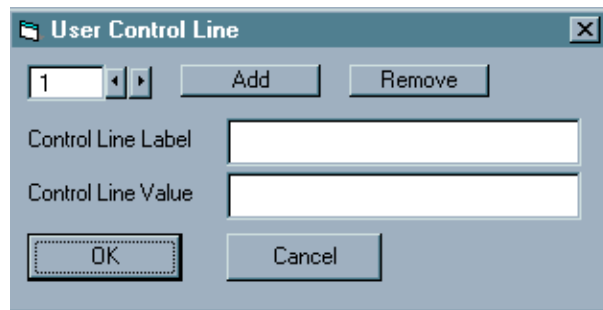 User Control Line
1 Add Remove
Control Line Label
Control Line Value
OK Cancel